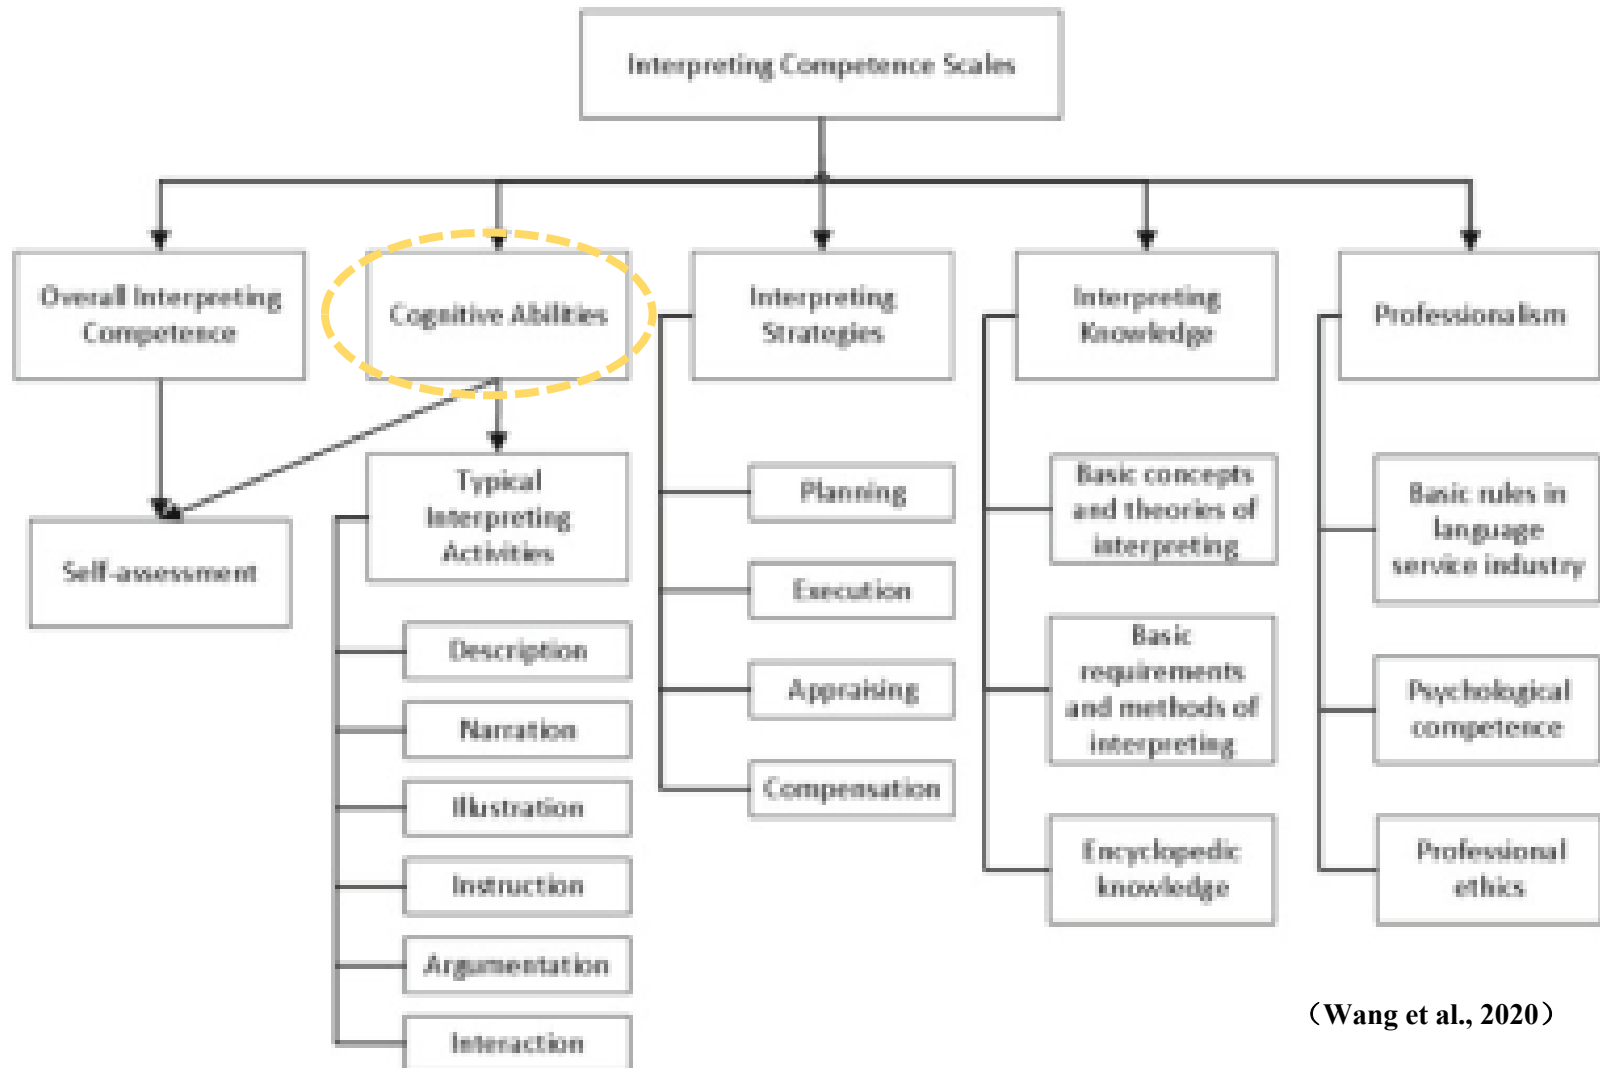 Interpreting Competence Scales
Overall Interpreting
Competence
Cognitive Abilities
Interpreting
Strategies
Interpreting
Knowledge
Professionalism
Self-assessment
Typical
Interpreting
Activities
Description
Narration
Illustration
Instruction
Argumentation
Interaction
Planning
Execution
Appraising
Compensation
Basic concepts
and theories of
interpreting
Basic
requirements
and methods of
interpreting
Encyclopedic
knowledge
Basic rules in
language
service industry
Psychological
competence
Professional
ethics
（Wang et al., 2020）